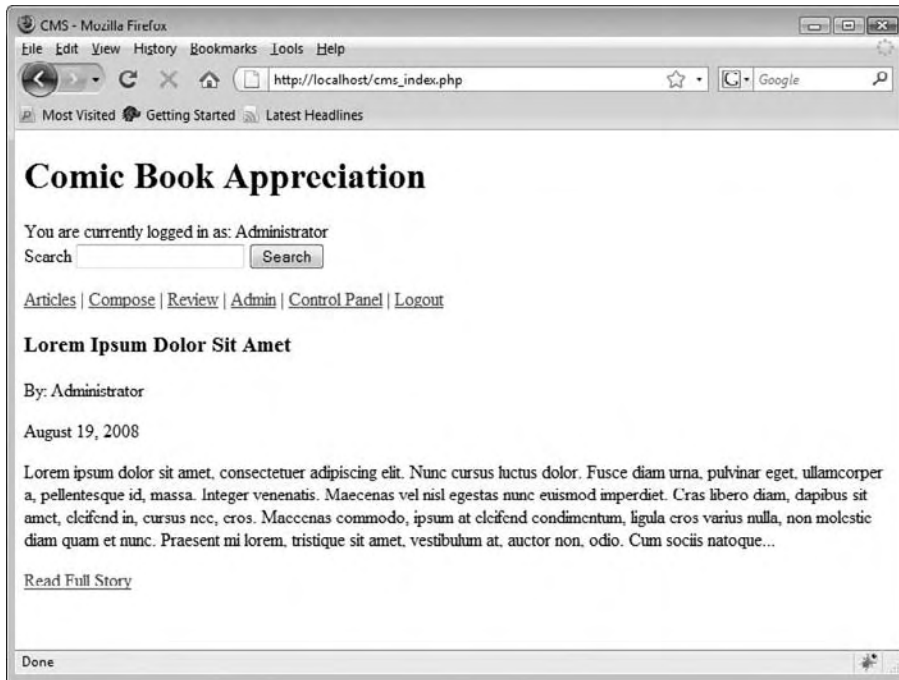 CMS - Mozilla Firefox
File Edit View History Bookmarks Tools Help
http://localhost/cms_index.php
G Google
Most Visited Getting Started Latest Headlines
Comic Book Appreciation
You are currently logged in as: Administrator
Search Search
Articles | Compose | Review | Admin | Control Panel | Logout
Lorem Ipsum Dolor Sit Amet
By: Administrator
August 19, 2008
Lorem ipsum dolor sit amet, consectetuer adipiscing elit. Nunc cursus luctus dolor. Fusce diam urna, pulvinar eget, ullamcorper
a, pellentesque id, massa. Integer venenatis. Maecenas vel nisl egestas nunc euismod imperdiet. Cras libero diam, dapibus sit
amet, eleifend in, cursus nec, eros. Maecenas commodo, ipsum at eleifend condimentum, ligula eros varius nulla, non molestie
diam quam et nunc. Praesent mi lorem, tristique sit amet, vestibulum at, auctor non, odio. Cum sociis natoque...
Read Full Story
Done